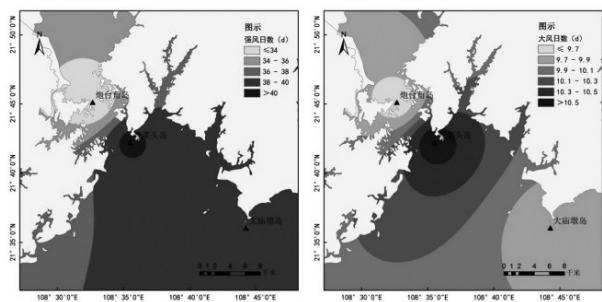 图示
强风日数（d）
≤34
34 - 36
36 - 38
38 - 40
>40
炮台角岛
大庙墩岛
0 1 2 4 6 8
千米
21° 50'0"N
21° 45'0"N
21° 40'0"N
21° 35'0"N
108° 30'0"E
108° 35'0"E
108° 40'0"E
108° 45'0"E
图示
大风日数（d）
≤ 9.7
9.7 - 9.9
9.9 - 10.1
10.1 - 10.3
10.3 - 10.5
>10.5
大庙墩岛
0 1 2 4 6 8
千米
21° 50'0"N
21° 45'0"N
21° 40'0"N
21° 35'0"N
108° 30'0"E
108° 35'0"E
108° 40'0"E
108° 45'0"E